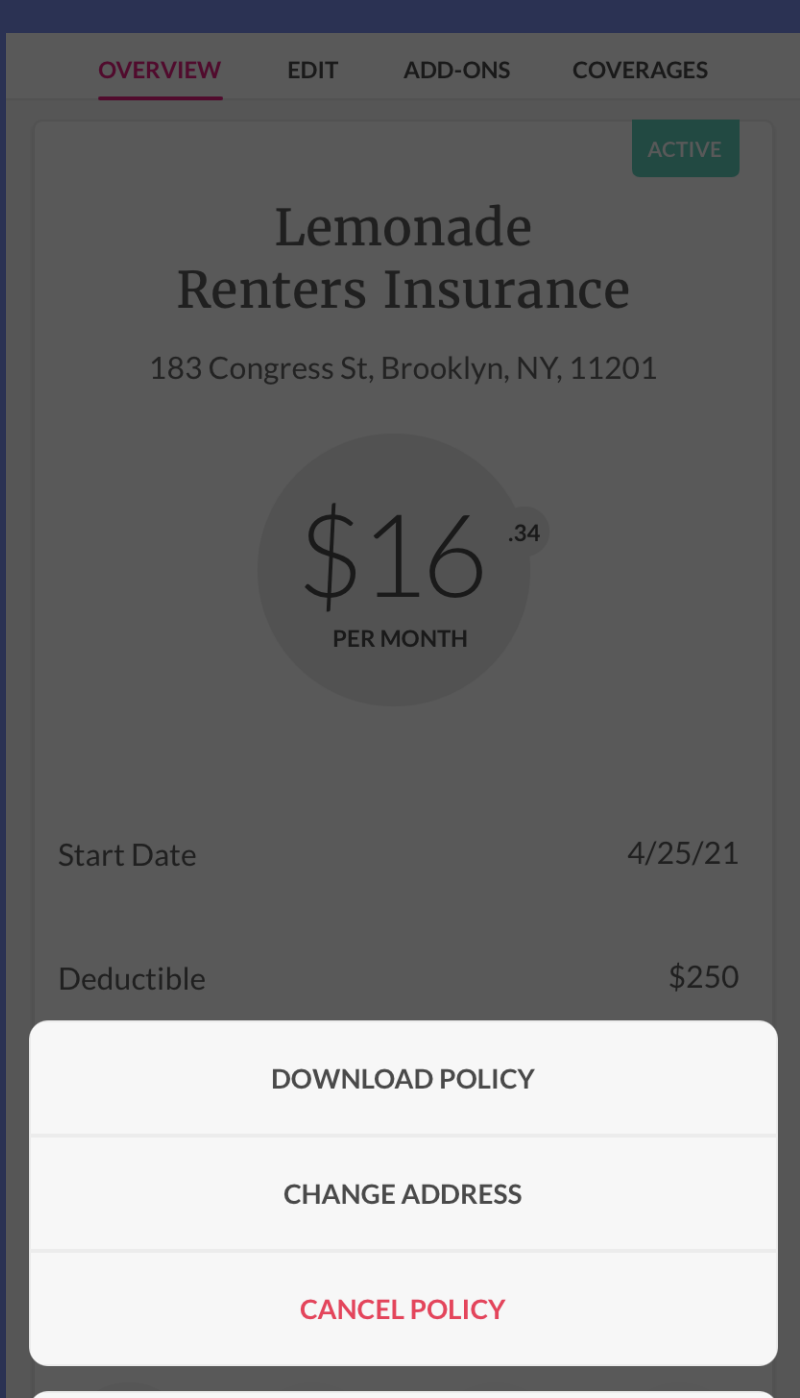 OVERVIEW EDIT ADD-ONS COVERAGES
ACTIVE
Lemonade
Renters Insurance
183 Congress St, Brooklyn, NY, 11201
$16 .34
PER MONTH
Start Date 4/25/21
Deductible $250
DOWNLOAD POLICY
CHANGE ADDRESS
CANCEL POLICY